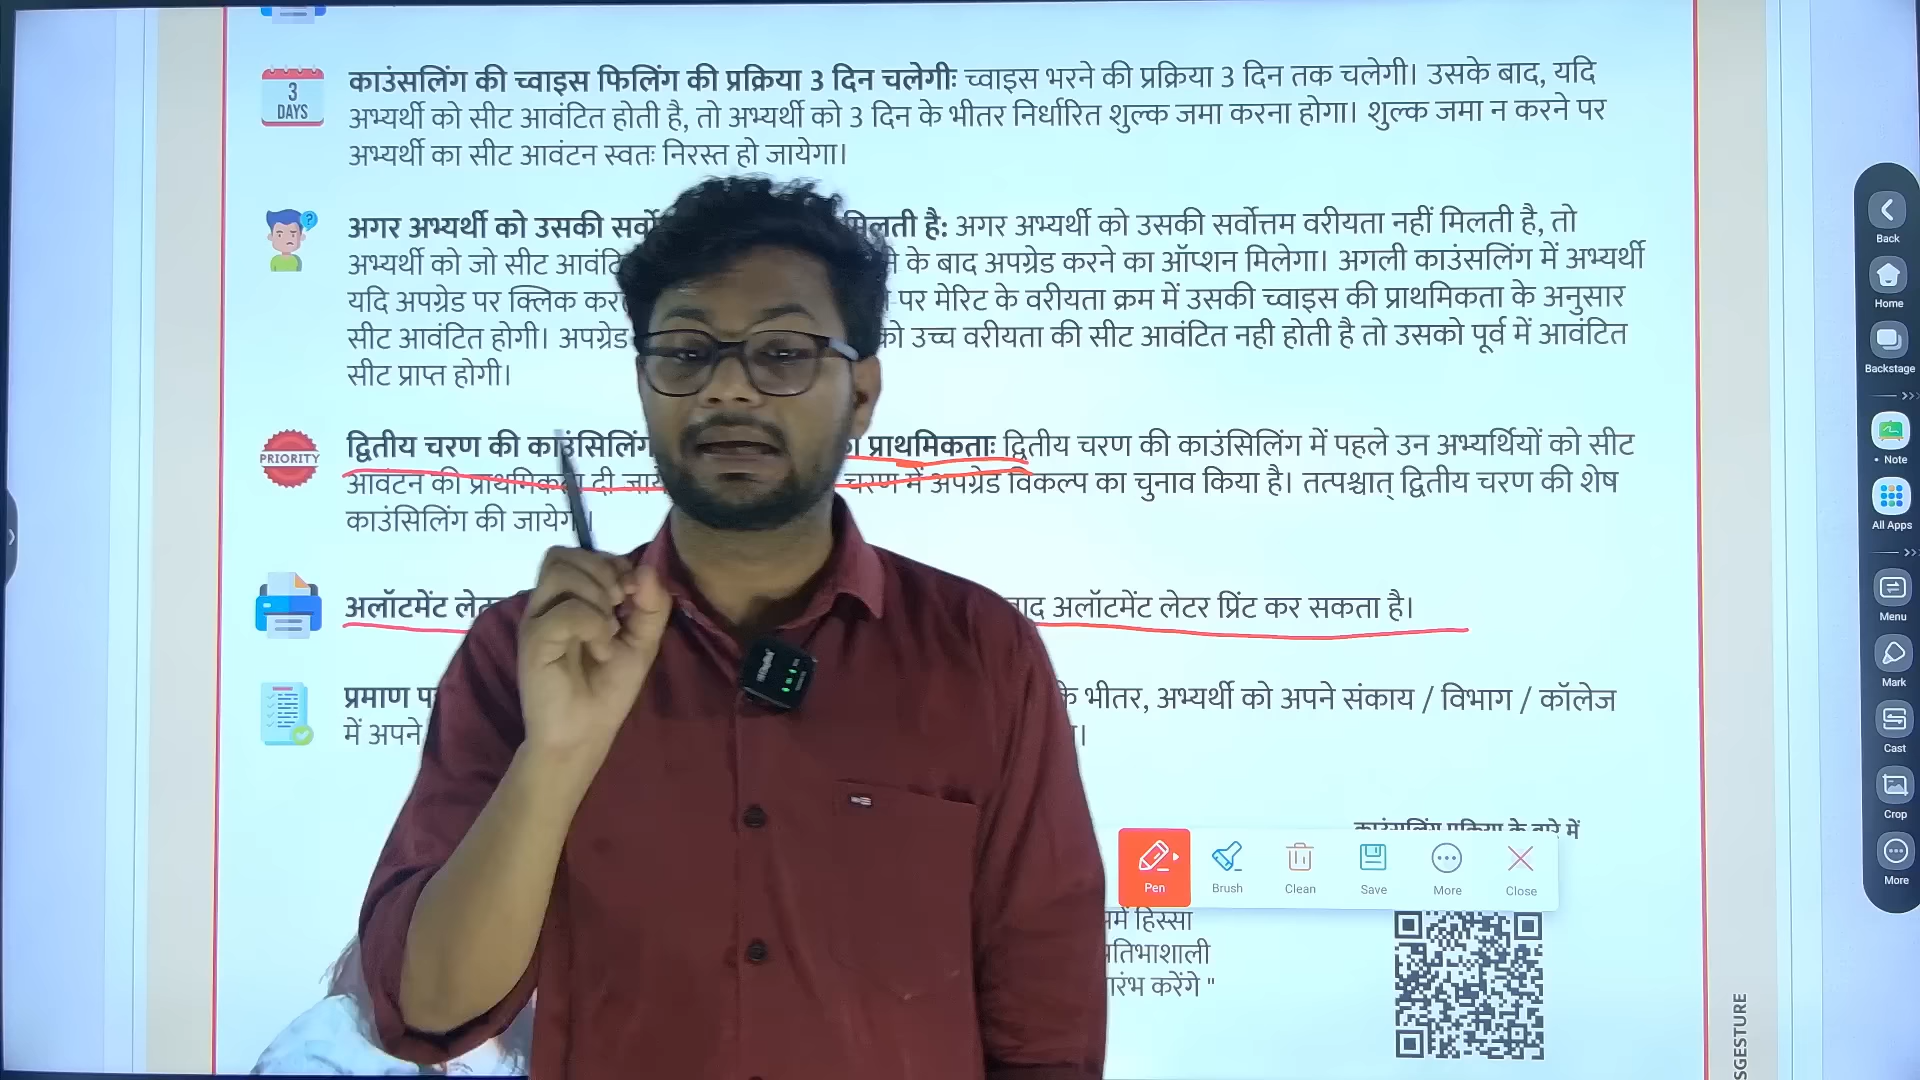 3
DAYS
काउंसलिंग की च्वाइस फिलिंग की प्रक्रिया 3 दिन चलेगीः च्वाइस भरने की प्रक्रिया 3 दिन तक चलेगी। उसके बाद, यदि
अभ्यर्थी को सीट आवंटित होती है, तो अभ्यर्थी को 3 दिन के भीतर निर्धारित शुल्क जमा करना होगा। शुल्क जमा न करने पर
अभ्यर्थी का सीट आवंटन स्वतः निरस्त हो जायेगा।
अगर अभ्यर्थी को उसकी मिलती है: अगर अभ्यर्थी को उसकी सर्वोत्तम वरीयता नहीं मिलती है, तो
अभ्यर्थी को जो सीट के बाद अपग्रेड करने का ऑप्शन मिलेगा। अगली काउंसलिंग में अभ्यर्थी
यदि अपग्रेड पर क्लिक पर मेरिट के वरीयता क्रम में उसकी च्वाइस की प्राथमिकता के अनुसार
सीट आवंटित होगी। अपग्रेड को उच्च वरीयता की सीट आवंटित नही होती है तो उसको पूर्व में आवंटित
सीट प्राप्त होगी।
PRIORITY
द्वितीय चरण की काउंसिलिंग प्राथमिकताः द्वितीय चरण की काउंसिलिंग में पहले उन अभ्यर्थियों को सीट
आवंटन की प्राथमिकता दी चरण में अपग्रेड विकल्प का चुनाव किया है। तत्पश्चात् द्वितीय चरण की शेष
काउंसिलिंग की जायेगी।
अलॉटमेंट बाद अलॉटमेंट लेटर प्रिंट कर सकता है।
प्रमाण के भीतर, अभ्यर्थी को अपने संकाय / विभाग / कॉलेज
में अपने
काउंसलिंग प्रक्रिया के बारे में
हिस्सा
करेंगे "
Pen
Brush
Clean
Save
More
Close
Back
Home
Backstage
Note
All Apps
Menu
Mark
Cast
Crop
More
SGESTURE